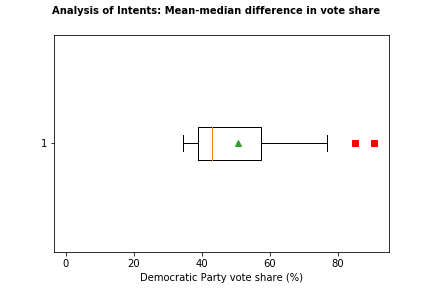 Analysis of Intents: Mean-median difference in vote share
1
0 20 40 60 80
Democratic Party vote share (%)